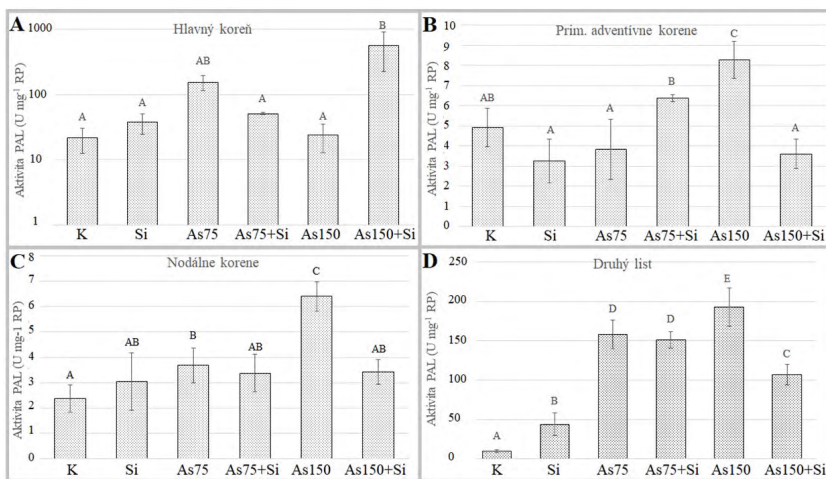 A
Hlavný koreň
Aktivita PAL (U mg-1 RP)
1000
100
10
1
A
A
AB
A
A
B
K Si As75 As75+Si As150 As150+Si
B
Prim. adventívne korene
Aktivita PAL (U mg-1 RP)
10
9
8
7
6
5
4
3
2
1
0
AB
A
A
B
C
A
K Si As75 As75+Si As150 As150+Si
C
Nodálne korene
Aktivita PAL (U mg-1 RP)
8
7
6
5
4
3
2
1
0
A
AB
B
AB
C
AB
K Si As75 As75+Si As150 As150+Si
D
Druhý list
Aktivita PAL (U mg-1 RP)
250
200
150
100
50
0
A
B
D
D
E
C
K Si As75 As75+Si As150 As150+Si